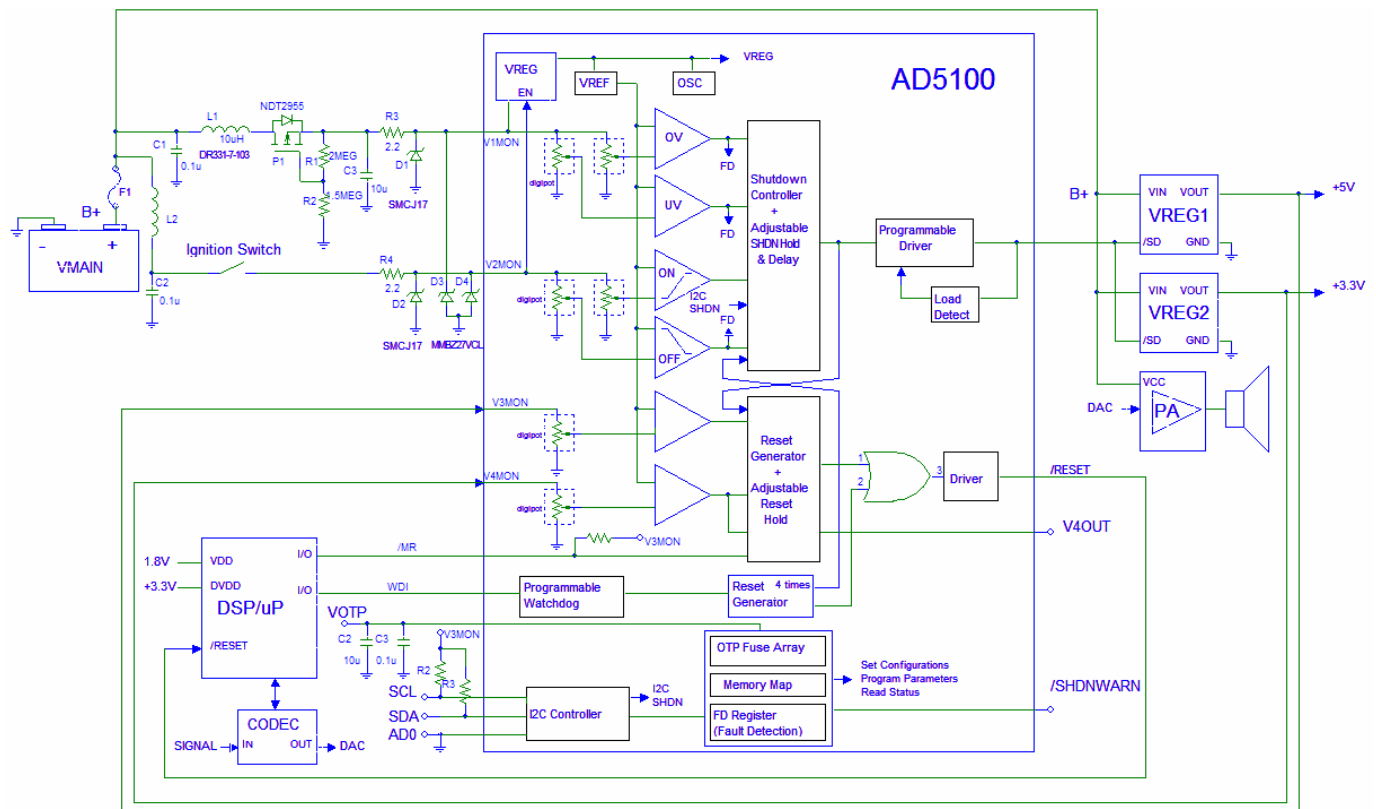 AD5100
VREG
EN
VREF
OSC
VREG
L1
10uH
DR331-7-103
NDT2955
P1
C1
0.1u
R1
2MEG
R2
1.5MEG
C3
10u
R3
2.2
D1
SMCJ17
V1MON
digipot
OV
FD
UV
FD
Shutdown
Controller
+
Adjustable
SHDN Hold
& Delay
Programmable
Driver
Load
Detect
B+
VIN
VOUT
VREG1
/SD
GND
+5V
VIN
VOUT
VREG2
/SD
GND
+3.3V
F1
B+
-
+
VMAIN
L2
C2
0.1u
Ignition Switch
R4
2.2
D2
SMCJ17
D3
D4
MMBZ27VCL
V2MON
digipot
ON
I2C
SHDN
FD
OFF
VCC
DAC
PA
V3MON
digipot
V4MON
digipot
Reset
Generator
+
Adjustable
Reset
Hold
1
2
3
Driver
/RESET
V4OUT
1.8V
VDD
I/O
/MR
V3MON
+3.3V
DVDD
I/O
WDI
DSP/uP
/RESET
Programmable
Watchdog
Reset
4 times
Generator
VOTP
C2
10u
C3
0.1u
V3MON
R2
R3
SCL
SDA
AD0
I2C Controller
I2C
SHDN
OTP Fuse Array
Memory Map
FD Register
(Fault Detection)
Set Configurations
Program Parameters
Read Status
/SHDNWARN
CODEC
SIGNAL
IN
OUT
DAC